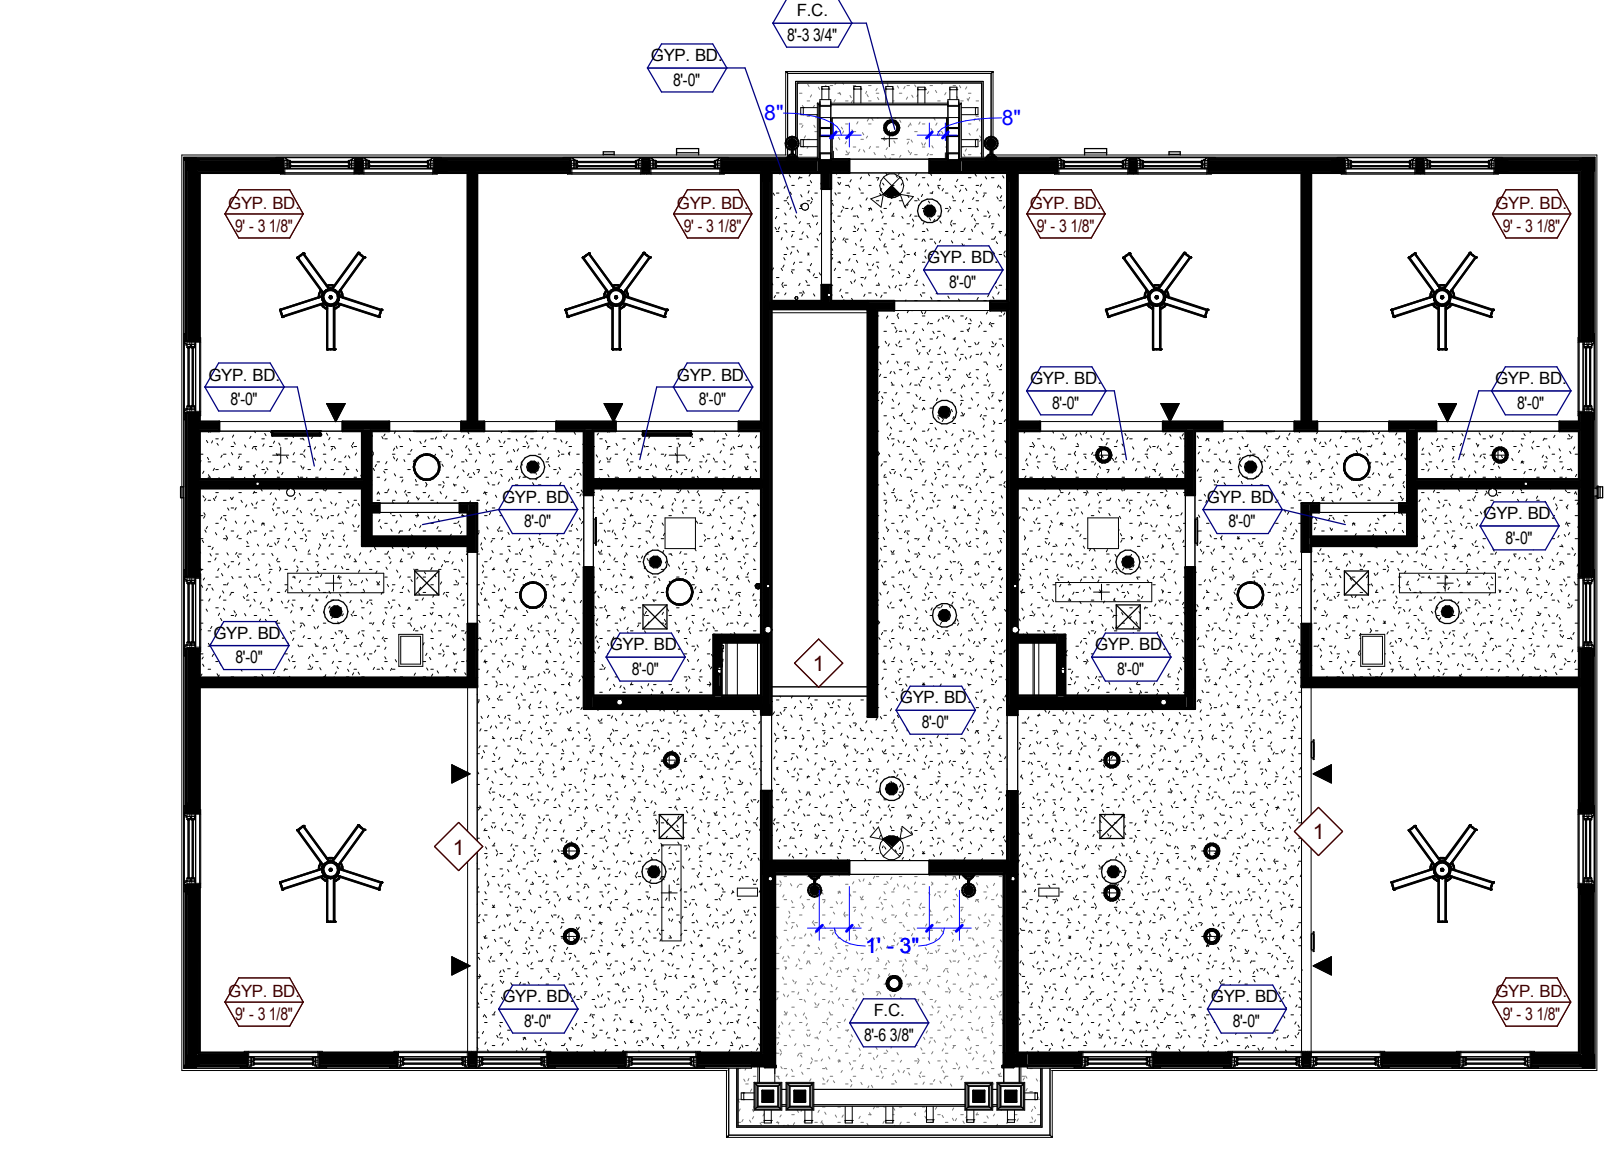 F.C.
8'-3 3/4"
GYP. BD.
8'-0"
8"
8"
GYP. BD.
9' - 3 1/8"
GYP. BD.
9' - 3 1/8"
GYP. BD.
9' - 3 1/8"
GYP. BD.
9' - 3 1/8"
GYP. BD.
8'-0"
GYP. BD.
8'-0"
GYP. BD.
8'-0"
GYP. BD.
8'-0"
GYP. BD.
8'-0"
GYP. BD.
8'-0"
GYP. BD.
8'-0"
GYP. BD.
8'-0"
GYP. BD.
8'-0"
GYP. BD.
8'-0"
GYP. BD.
8'-0"
1
GYP. BD.
8'-0"
1
1
1' - 3"
GYP. BD.
9' - 3 1/8"
GYP. BD.
8'-0"
F.C.
8'-6 3/8"
GYP. BD.
8'-0"
GYP. BD.
9' - 3 1/8"